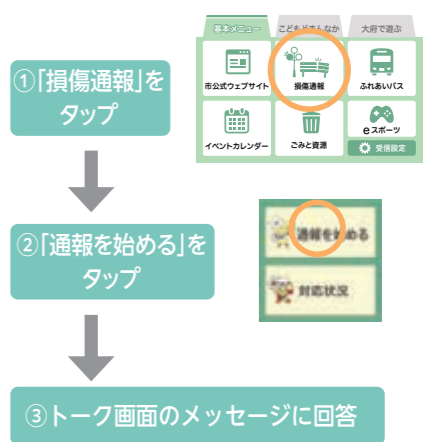 ①「損傷通報」を
タップ
基本メニュー
こどもまんなか
大府で遊ぶ
市公式ウェブサイト
損傷通報
ふれあいバス
イベントカレンダー
ごみと資源
eスポーツ
受信設定
②「通報を始める」を
タップ
通報を始める
対応状況
③トーク画面のメッセージに回答